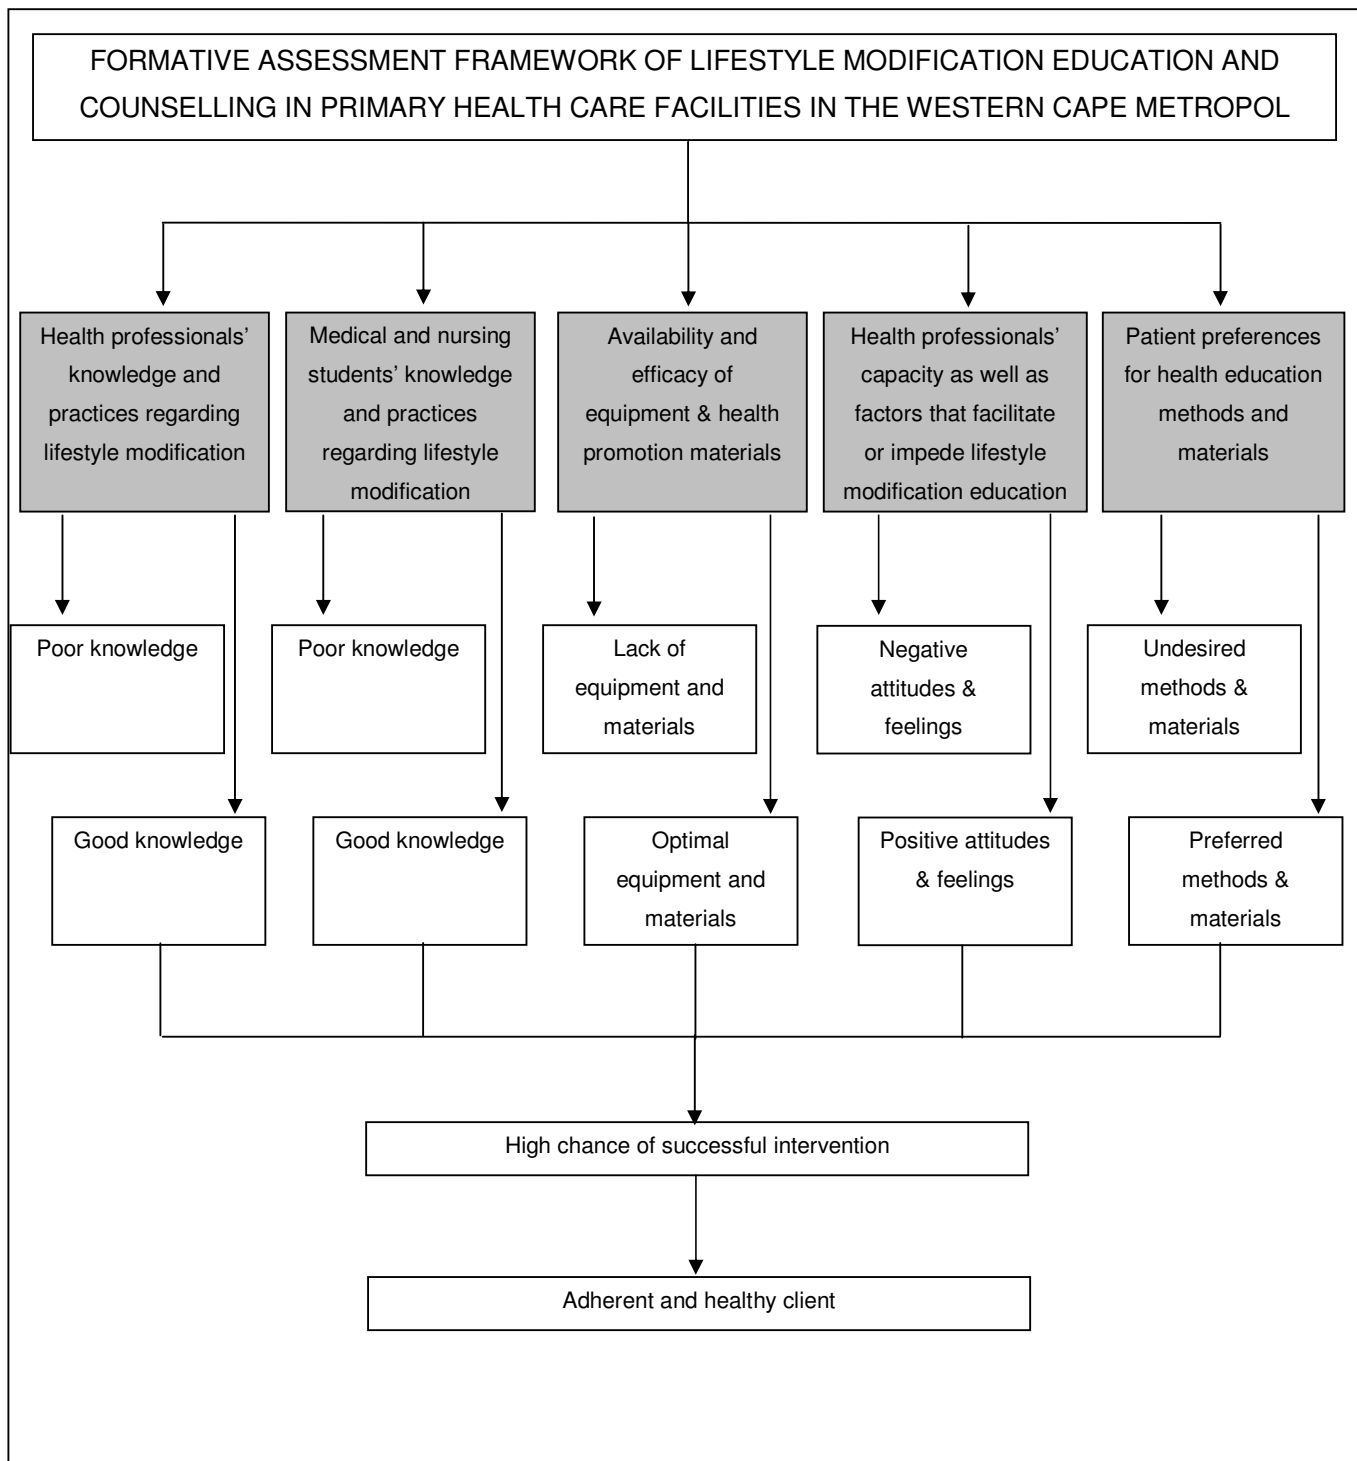 FORMATIVE ASSESSMENT FRAMEWORK OF LIFESTYLE MODIFICATION EDUCATION AND
COUNSELLING IN PRIMARY HEALTH CARE FACILITIES IN THE WESTERN CAPE METROPOL
Health professionals’
knowledge and
practices regarding
lifestyle modification
Medical and nursing
students’ knowledge
and practices
regarding lifestyle
modification
Availability and
efficacy of
equipment & health
promotion materials
Health professionals’
capacity as well as
factors that facilitate
or impede lifestyle
modification education
Patient preferences
for health education
methods and
materials
Poor knowledge
Poor knowledge
Lack of
equipment and
materials
Negative
attitudes &
feelings
Undesired
methods &
materials
Good knowledge
Good knowledge
Optimal
equipment and
materials
Positive attitudes
& feelings
Preferred
methods &
materials
High chance of successful intervention
Adherent and healthy client